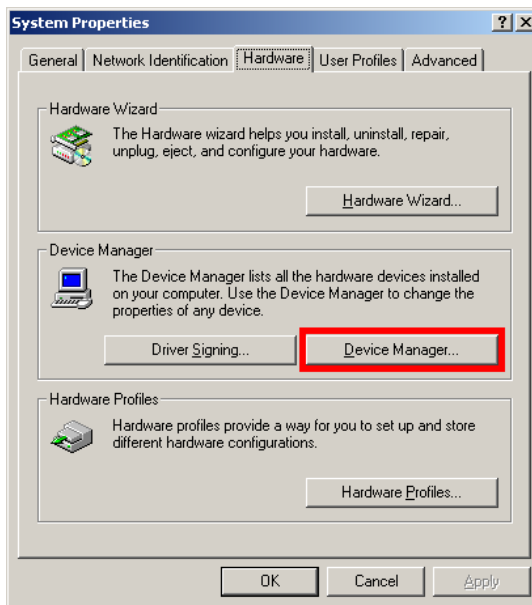 System Properties
General Network Identification Hardware User Profiles Advanced
Hardware Wizard
The Hardware wizard helps you install, uninstall, repair,
unplug, eject, and configure your hardware.
Hardware Wizard...
Device Manager
The Device Manager lists all the hardware devices installed
on your computer. Use the Device Manager to change the
properties of any device.
Driver Signing... Device Manager...
Hardware Profiles
Hardware profiles provide a way for you to set up and store
different hardware configurations.
Hardware Profiles...
OK Cancel Apply